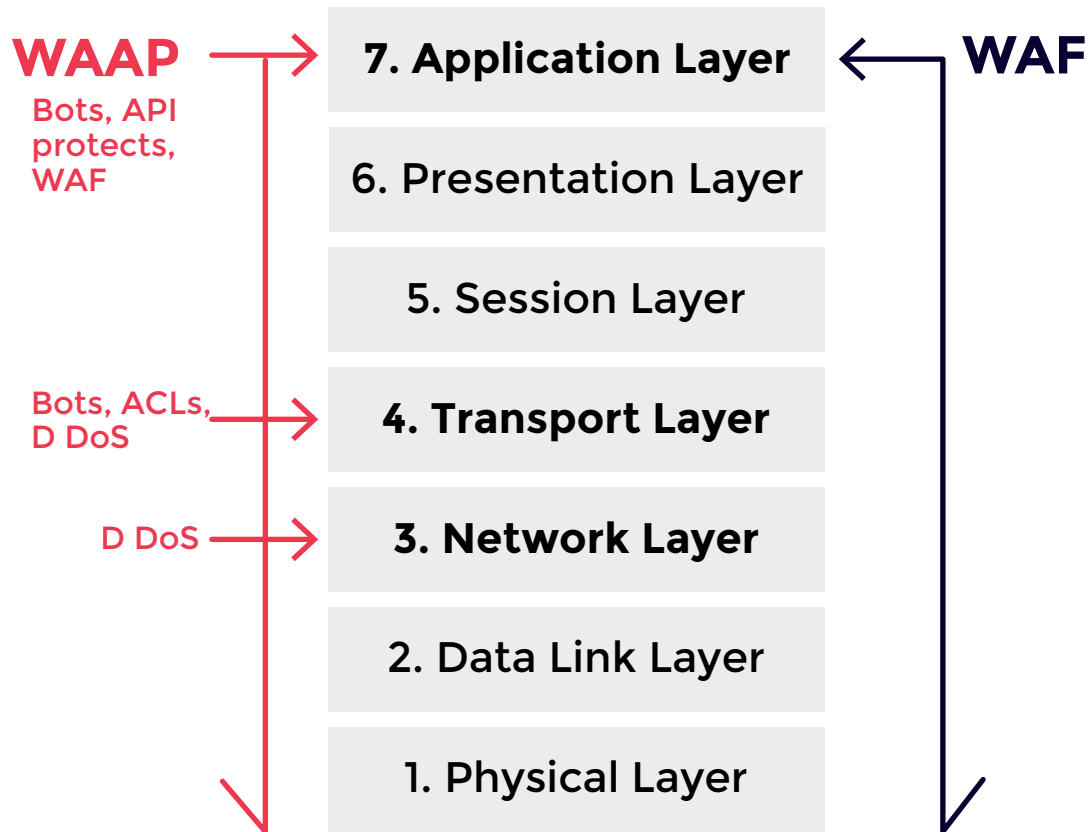 WAAP
Bots, API
protects,
WAF
7. Application Layer
WAF
6. Presentation Layer
5. Session Layer
Bots, ACLs,
D DoS
4. Transport Layer
D DoS
3. Network Layer
2. Data Link Layer
1. Physical Layer